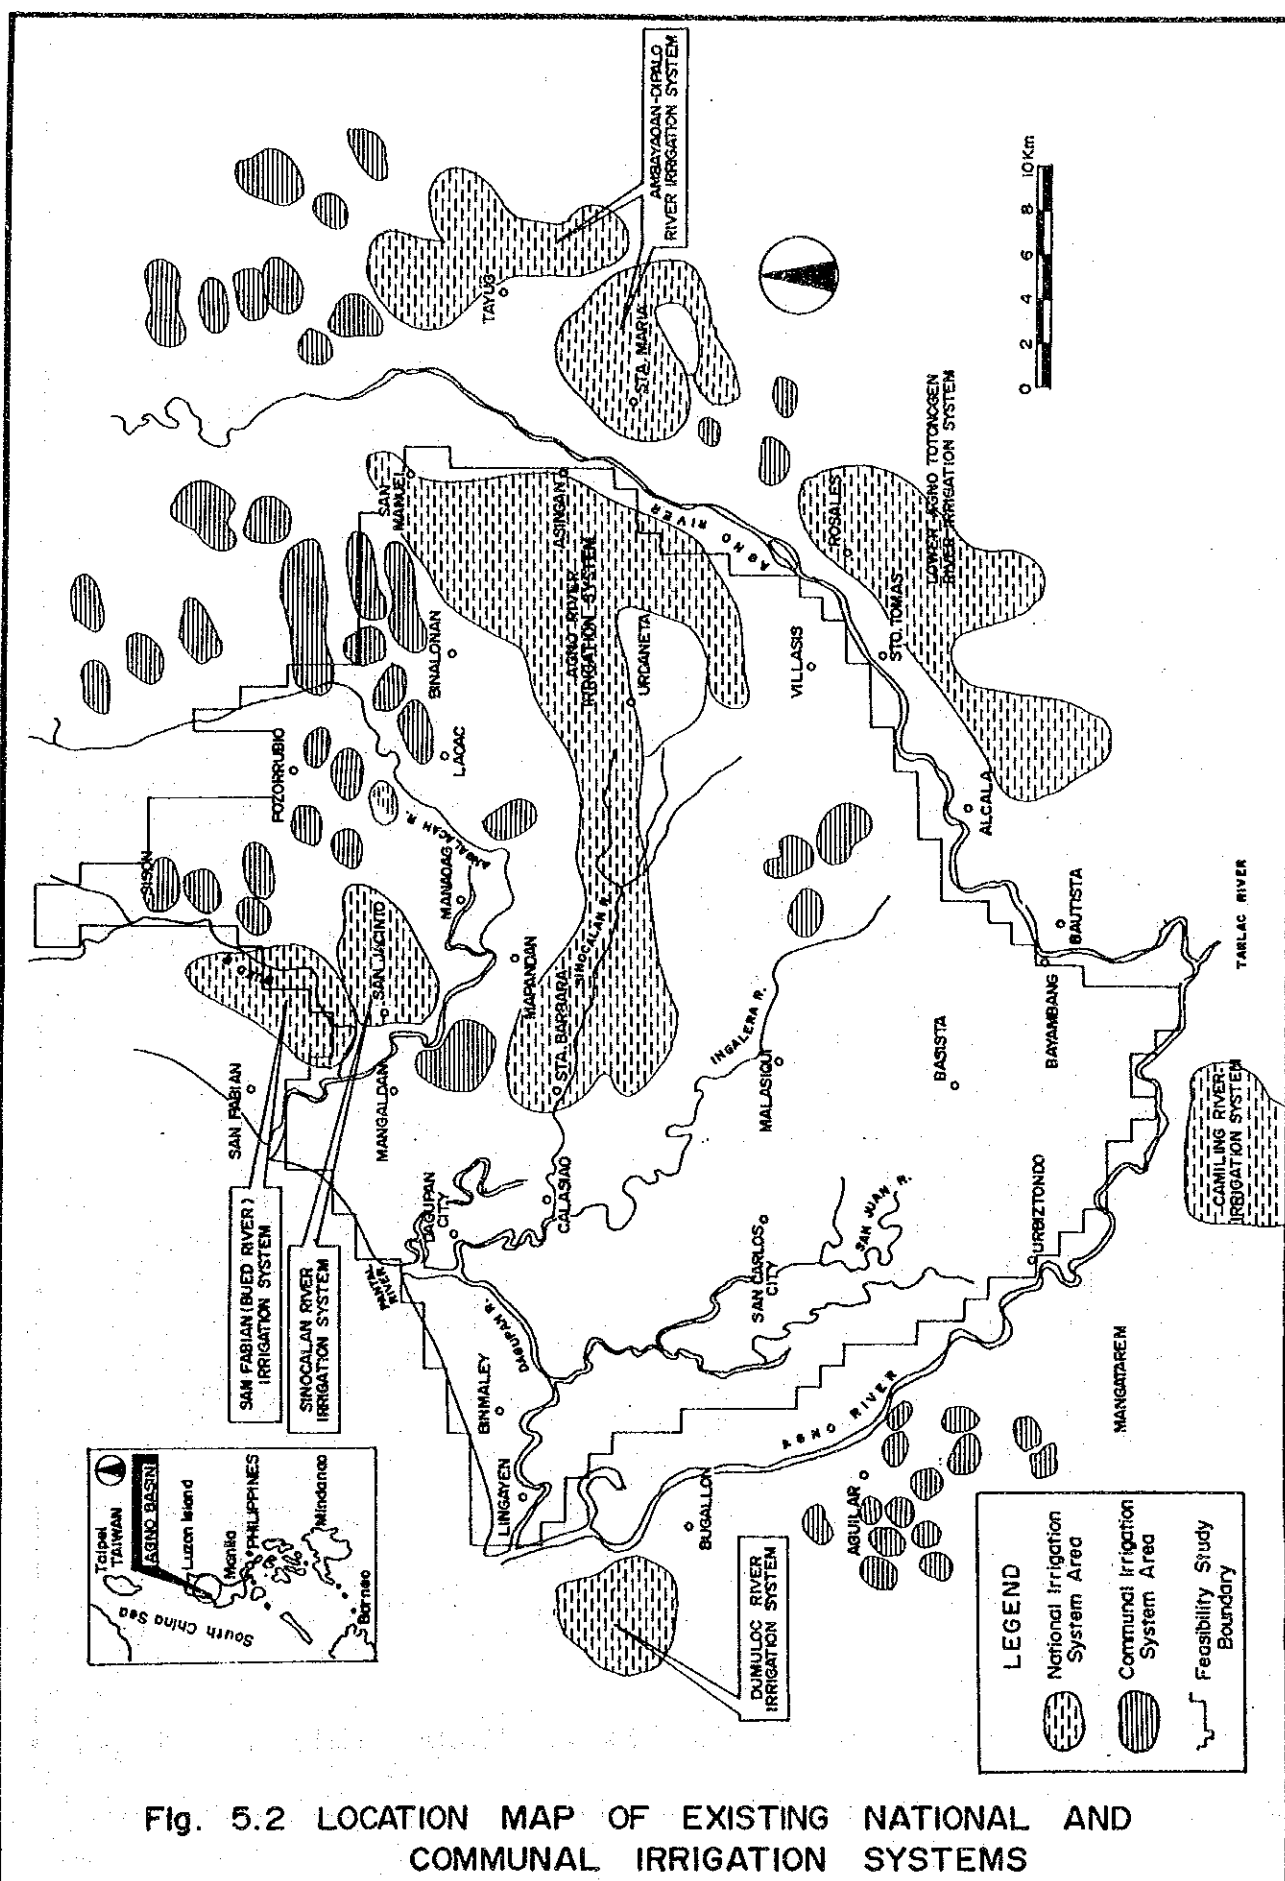 AMBAYAOAN-DIPALO
RIVER IRRIGATION SYSTEM
TAYUG
STA. MARIA
0 2 4 6 8 10Km
SAN
MANUEL
ASINGAN
AGNO RIVER
IRRIGATION SYSTEM
AGNO RIVER
ROSALES
LOWER AGNO TOTONOGEN
RIVER IRRIGATION SYSTEM
STO. TOMAS
BINALONAN
URDANETA
VILLASIS
POZORRUBIO
LAOAC
ALCALA
SISON
ANGALACAN R.
MANAOAG
SINOCALAN R.
BAUTISTA
TARLAC RIVER
BUED R.
SAN JACINTO
MAPANDAN
STA. BARBARA
INGALERA R.
BAYAMBANG
SAN FABIAN
MANGALDAN
MALASIQUI
BASISTA
CAMILING RIVER
IRRIGATION SYSTEM
SAN FABIAN (BUED RIVER)
IRRIGATION SYSTEM
SINOCALAN RIVER
IRRIGATION SYSTEM
PANTAL
RIVER
DAGUPAN
CITY
CALASIAO
SAN CARLOS
CITY
SAN JUAN R.
URBIZTONDO
DAGUPAN R.
BINMALEY
AGNO RIVER
MANGATAREM
LINGAYEN
BUGALLON
AGUILAR
DUMULOC RIVER
IRRIGATION SYSTEM
Taipei
TAIWAN
AGNO BASIN
Luzon Island
Manila
PHILIPPINES
Mindanao
South China Sea
Borneo
LEGEND
National Irrigation
System Area
Communal Irrigation
System Area
Feasibility Study
Boundary
Fig. 5.2 LOCATION MAP OF EXISTING NATIONAL AND
COMMUNAL IRRIGATION SYSTEMS